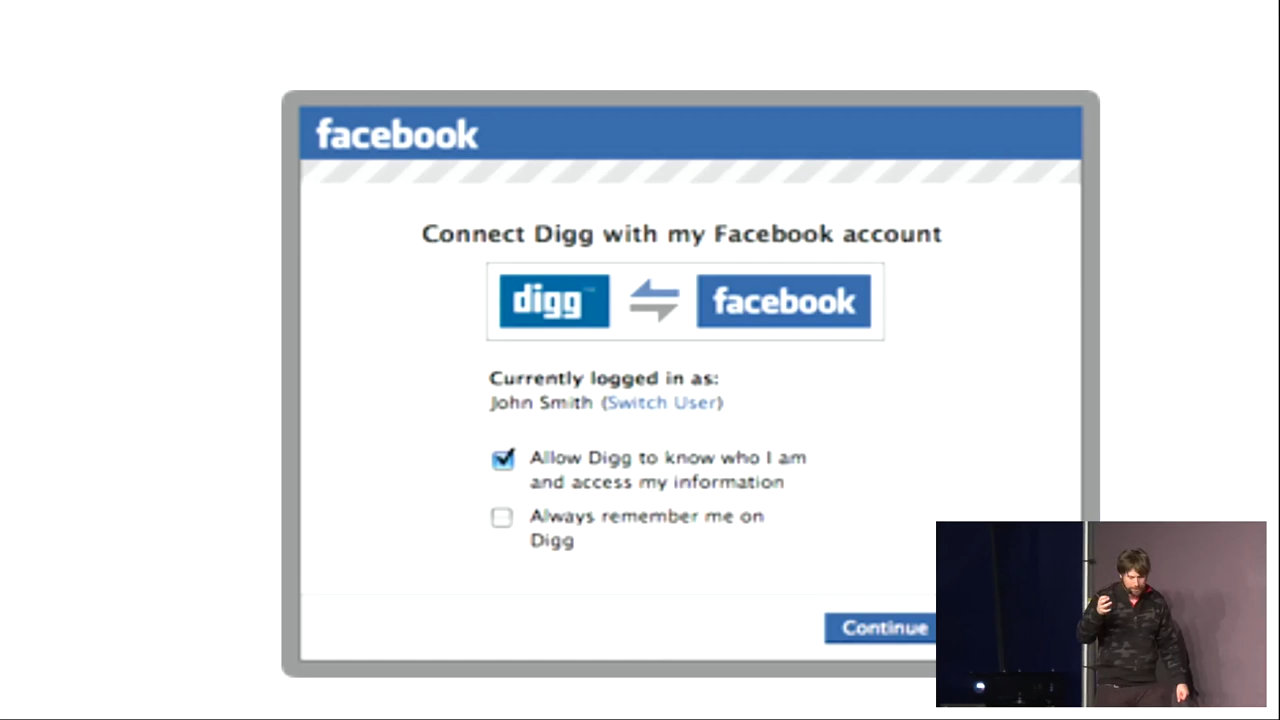 facebook
Connect Digg with my Facebook account
digg™ facebook
Currently logged in as:
John Smith (Switch User)
Allow Digg to know who I am
and access my information
Always remember me on
Digg
Continue